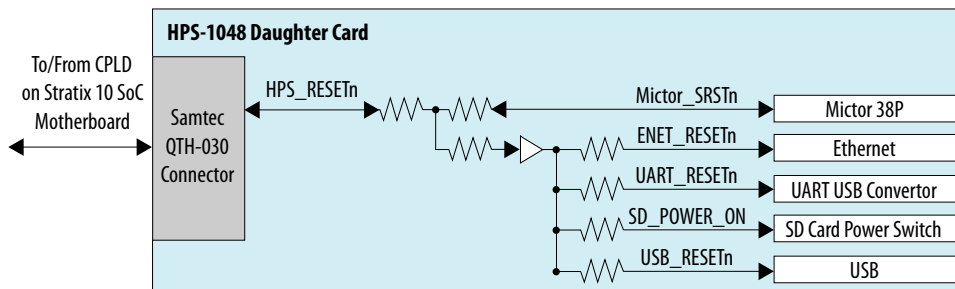 HPS-1048 Daughter Card
To/From CPLD
on Stratix 10 SoC
Motherboard
Samtec
QTH-030
Connector
HPS_RESETn
Mictor_SRSTn
Mictor 38P
ENET_RESETn
Ethernet
UART_RESETn
UART USB Convertor
SD_POWER_ON
SD Card Power Switch
USB_RESETn
USB